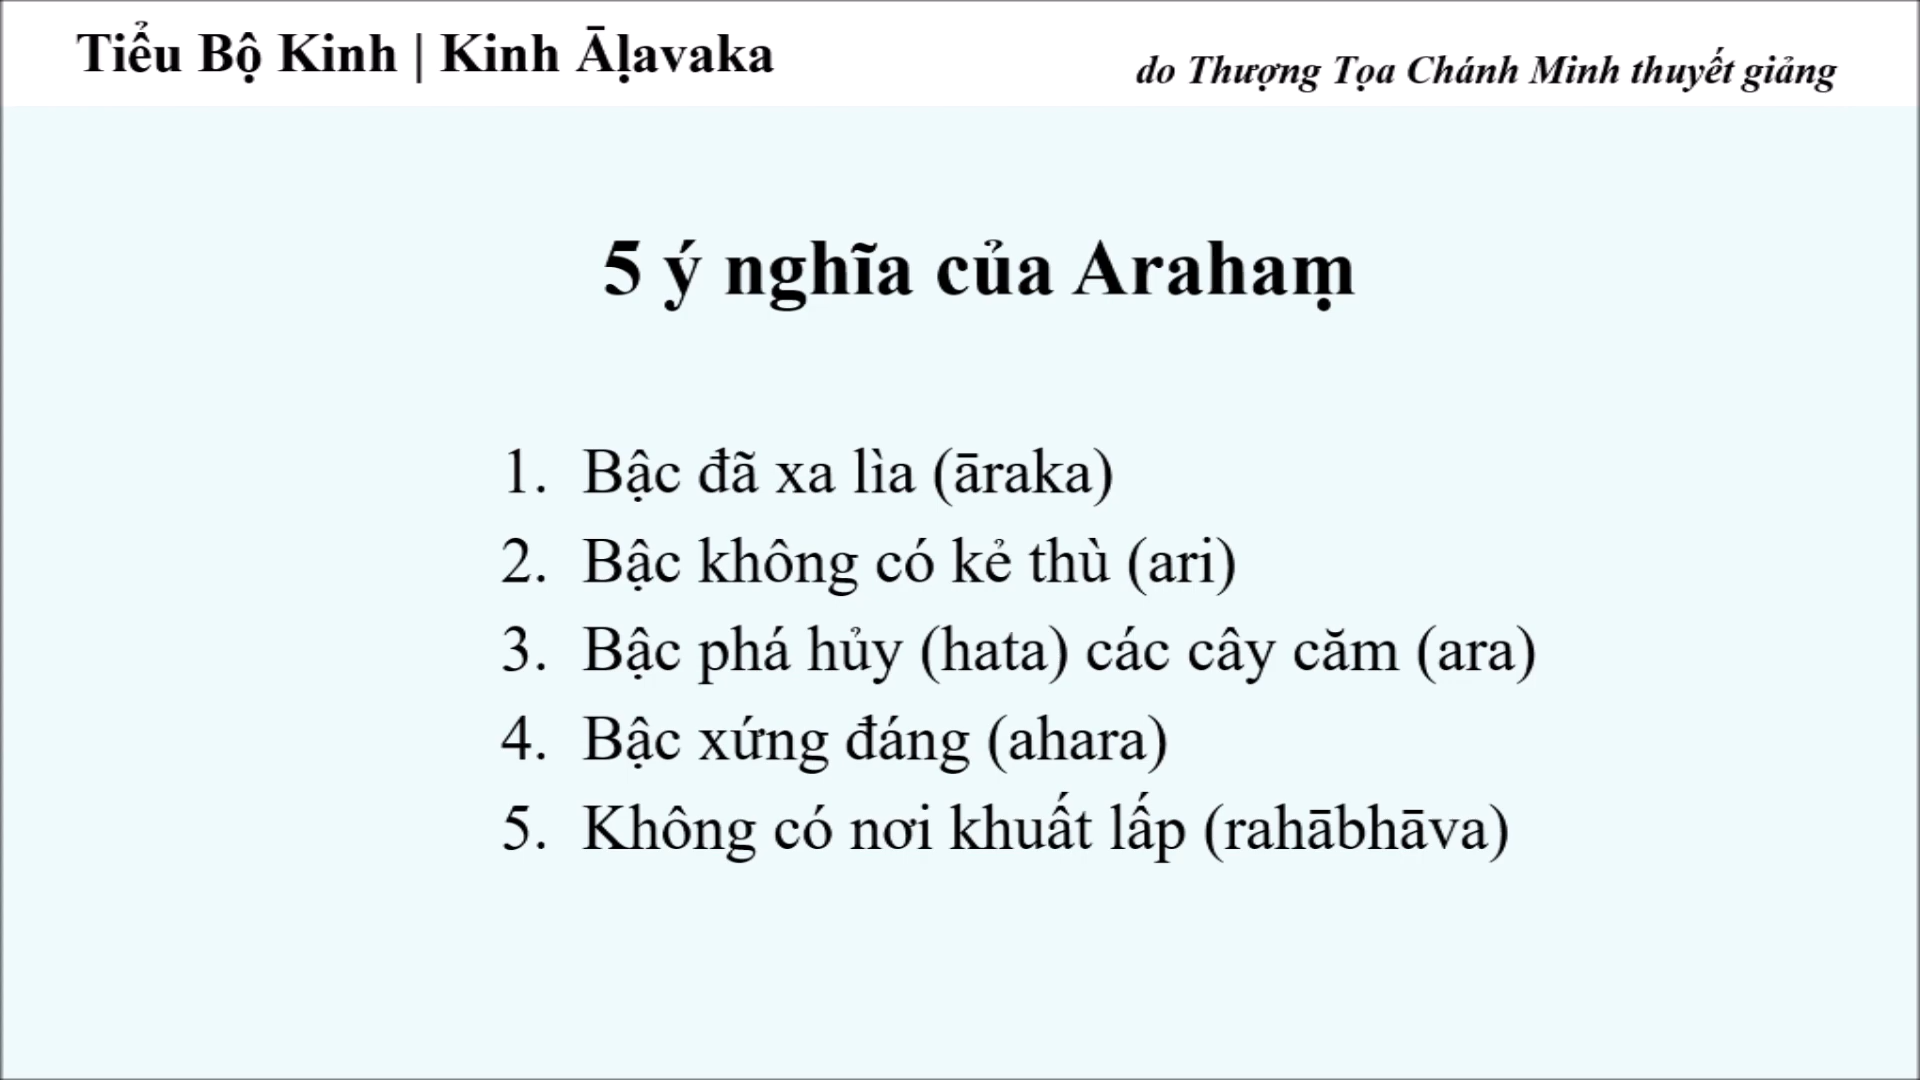 Tiểu Bộ Kinh | Kinh Āḷavaka
do Thượng Tọa Chánh Minh thuyết giảng
5 ý nghĩa của Arahaṃ
1. Bậc đã xa lìa (āraka)
2. Bậc không có kẻ thù (ari)
3. Bậc phá hủy (hata) các cây căm (ara)
4. Bậc xứng đáng (ahara)
5. Không có nơi khuất lấp (rahābhāva)